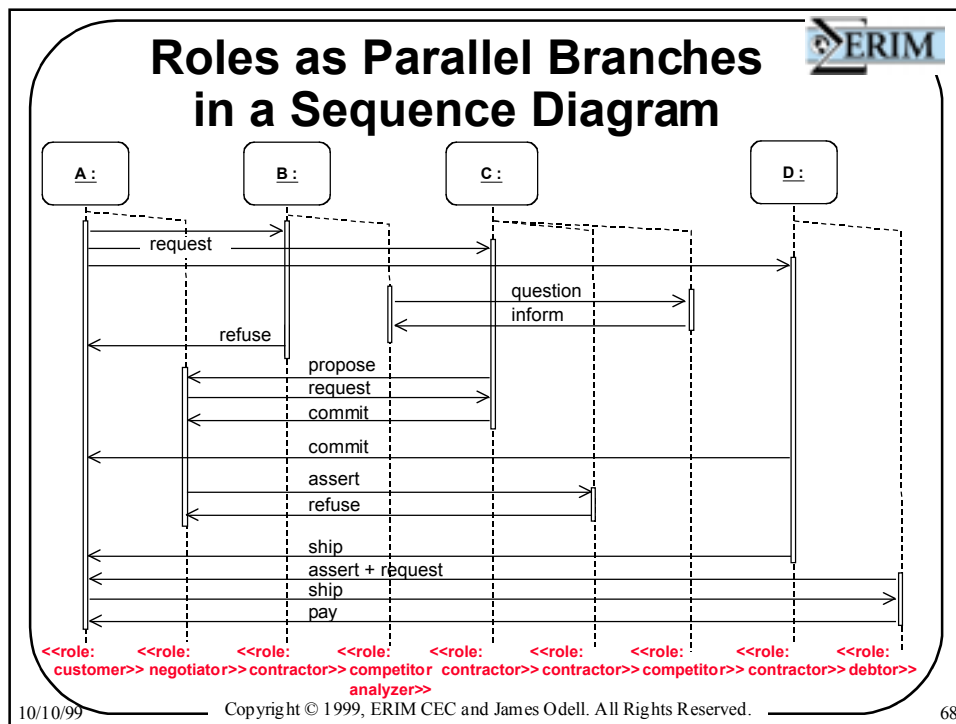 Roles as Parallel Branches
in a Sequence Diagram
ERIM
A :
B :
C :
D :
request
question
inform
refuse
propose
request
commit
commit
assert
refuse
ship
assert + request
ship
pay
<<role:
customer>>
<<role:
negotiator>>
<<role:
contractor>>
<<role:
competitor
analyzer>>
<<role:
contractor>>
<<role:
contractor>>
<<role:
competitor>>
<<role:
contractor>>
<<role:
debtor>>
10/10/99
Copyright © 1999, ERIM CEC and James Odell. All Rights Reserved.
68